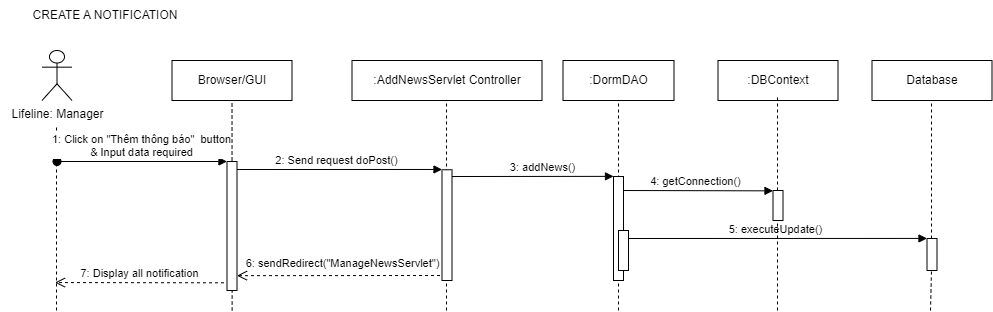 CREATE A NOTIFICATION
Browser/GUI
:AddNewsServlet Controller
:DormDAO
:DBContext
Database
Lifeline: Manager
1: Click on "Thêm thông báo" button
& Input data required
2: Send request doPost()
3: addNews()
4: getConnection()
5: executeUpdate()
6: sendRedirect("ManageNewsServlet")
7: Display all notification